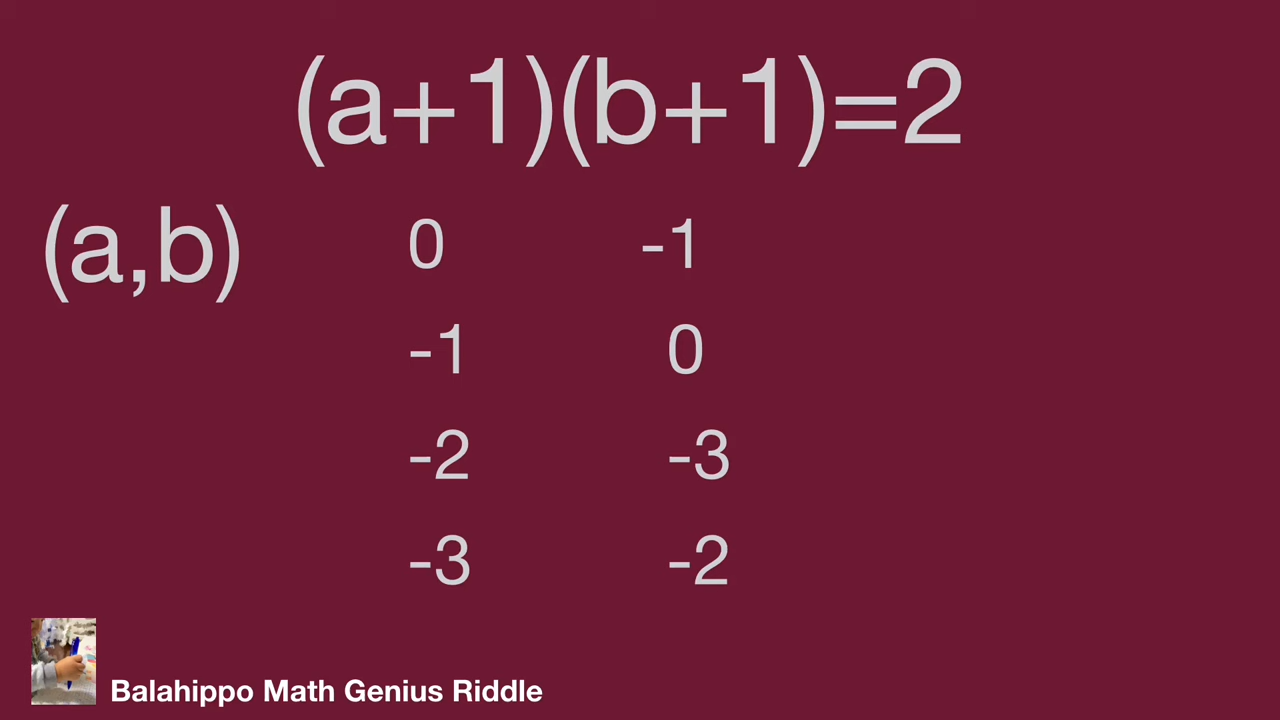 (a+1)(b+1)=2
(a,b) 0 -1
-1 0
-2 -3
-3 -2
Balahippo Math Genius Riddle